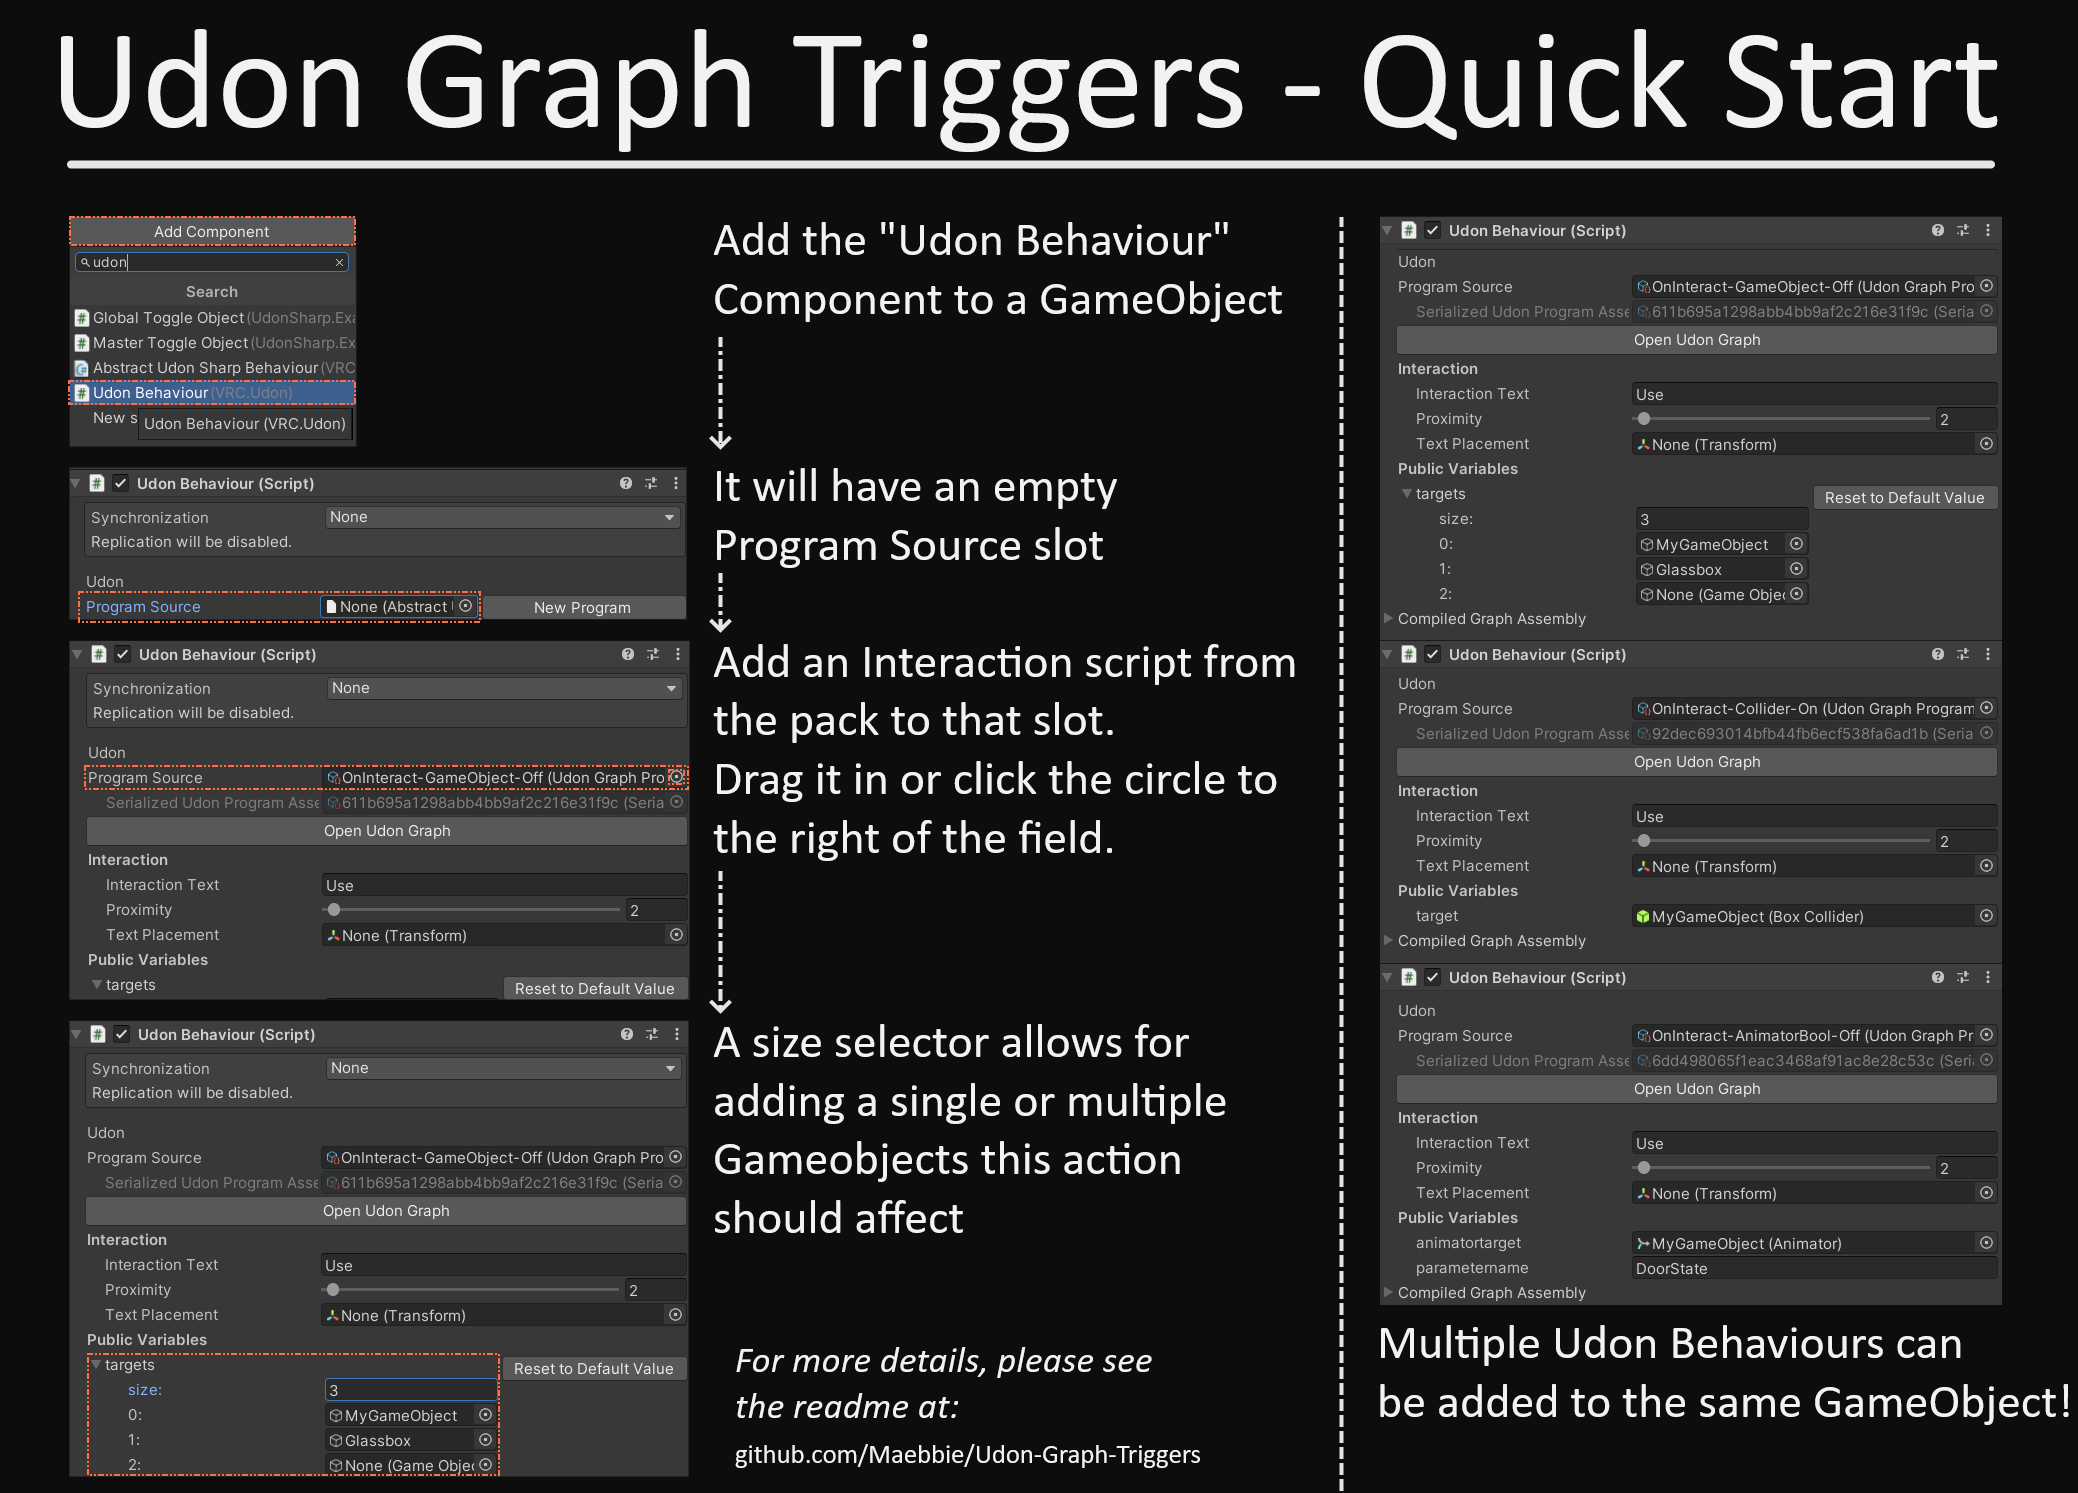 Udon Graph Triggers - Quick Start
Add Component
udon
Search
Global Toggle Object (UdonSharp.Exa
Master Toggle Object (UdonSharp.Ex
Abstract Udon Sharp Behaviour (VRC
Udon Behaviour (VRC.Udon)
New s
Udon Behaviour (VRC.Udon)
Udon Behaviour (Script)
Synchronization None
Replication will be disabled.
Udon
Program Source None (Abstract New Program
Udon Behaviour (Script)
Synchronization None
Replication will be disabled.
Udon
Program Source OnInteract-GameObject-Off (Udon Graph Pro
Serialized Udon Program Asse 611b695a1298abb4bb9af2c216e31f9c (Seria
Open Udon Graph
Interaction
Interaction Text Use
Proximity 2
Text Placement None (Transform)
Public Variables
targets Reset to Default Value
Udon Behaviour (Script)
Synchronization None
Replication will be disabled.
Udon
Program Source OnInteract-GameObject-Off (Udon Graph Pro
Serialized Udon Program Asse 611b695a1298abb4bb9af2c216e31f9c (Seria
Open Udon Graph
Interaction
Interaction Text Use
Proximity 2
Text Placement None (Transform)
Public Variables
targets Reset to Default Value
size: 3
0: MyGameObject
1: Glassbox
2: None (Game Objec
Add the "Udon Behaviour"
Component to a GameObject
It will have an empty
Program Source slot
Add an Interaction script from
the pack to that slot.
Drag it in or click the circle to
the right of the field.
A size selector allows for
adding a single or multiple
Gameobjects this action
should affect
For more details, please see
the readme at:
github.com/Maebbie/Udon-Graph-Triggers
Udon Behaviour (Script)
Udon
Program Source OnInteract-GameObject-Off (Udon Graph Pro
Serialized Udon Program Asse 611b695a1298abb4bb9af2c216e31f9c (Seria
Open Udon Graph
Interaction
Interaction Text Use
Proximity 2
Text Placement None (Transform)
Public Variables
targets Reset to Default Value
size: 3
0: MyGameObject
1: Glassbox
2: None (Game Objec
Compiled Graph Assembly
Udon Behaviour (Script)
Udon
Program Source OnInteract-Collider-On (Udon Graph Program
Serialized Udon Program Asse 92dec693014bfb44fb6ecf538fa6ad1b (Seria
Open Udon Graph
Interaction
Interaction Text Use
Proximity 2
Text Placement None (Transform)
Public Variables
target MyGameObject (Box Collider)
Compiled Graph Assembly
Udon Behaviour (Script)
Udon
Program Source OnInteract-AnimatorBool-Off (Udon Graph Pr
Serialized Udon Program Asse 6dd498065f1eac3468af91ac8e28c53c (Seri
Open Udon Graph
Interaction
Interaction Text Use
Proximity 2
Text Placement None (Transform)
Public Variables
animatortarget MyGameObject (Animator)
parametername DoorState
Compiled Graph Assembly
Multiple Udon Behaviours can
be added to the same GameObject!